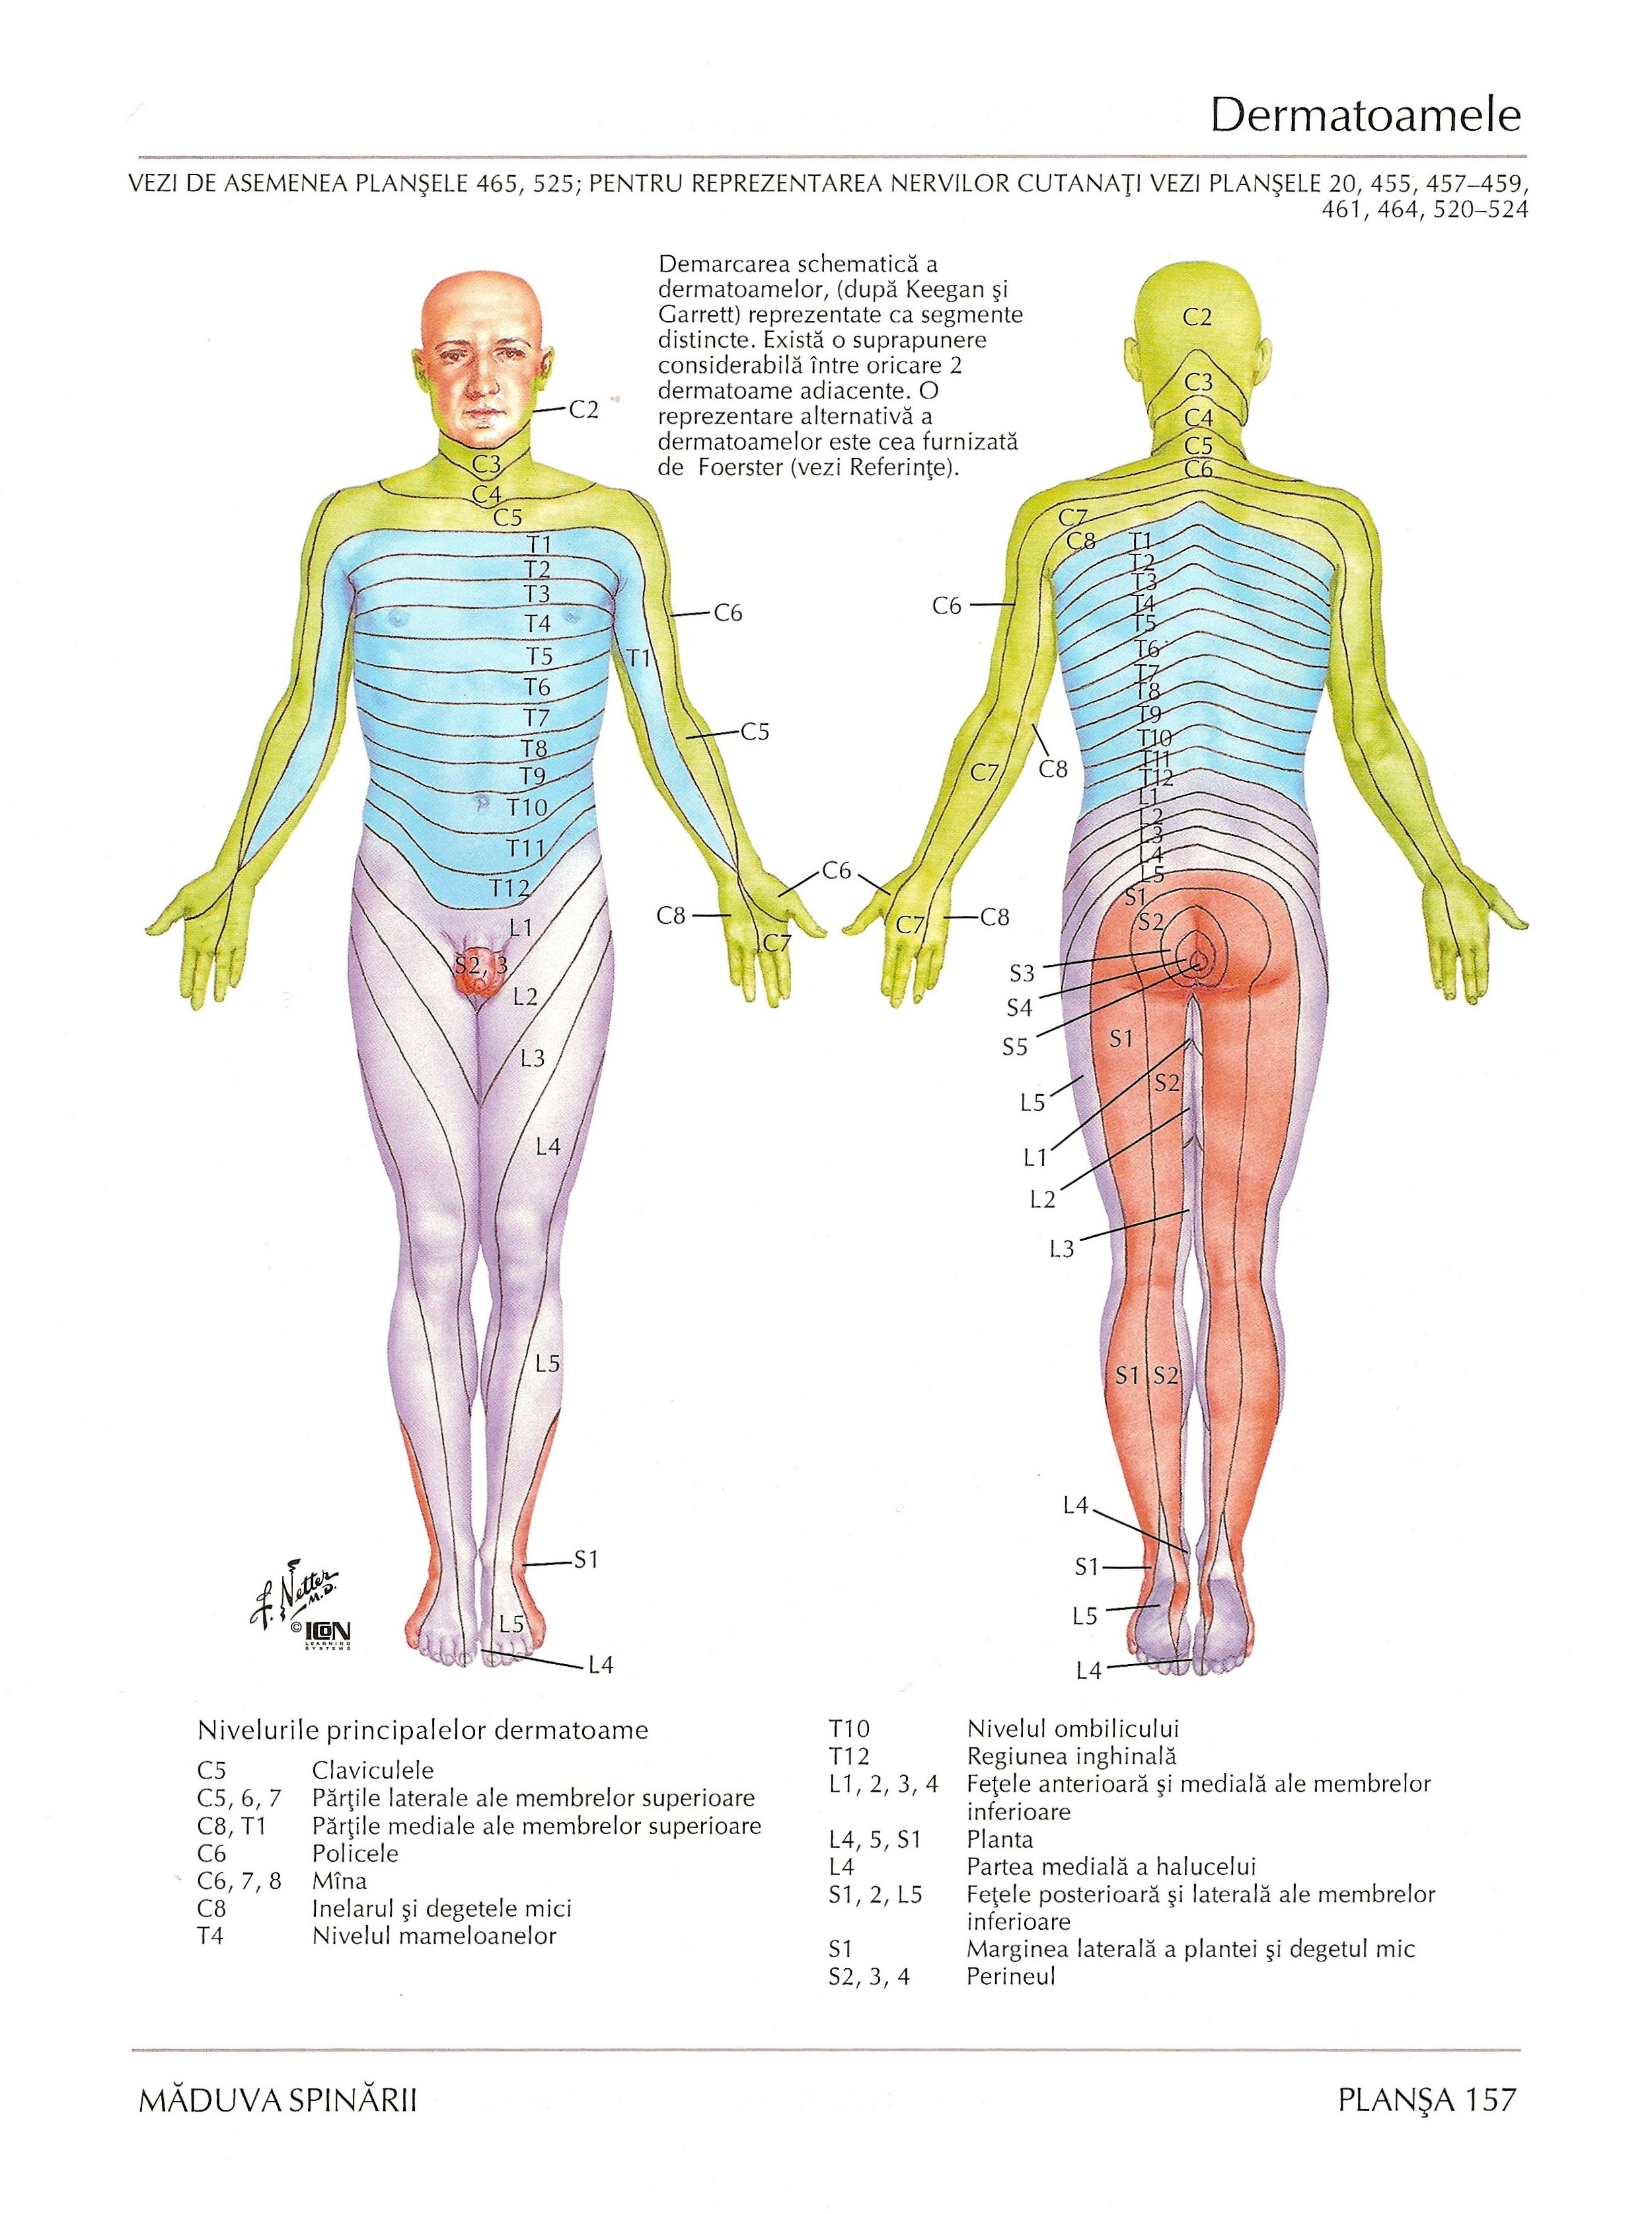 Dermatoamele
VEZI DE ASEMENEA PLANŞELE 465, 525; PENTRU REPREZENTAREA NERVILOR CUTANAŢI VEZI PLANŞELE 20, 455, 457–459,
461, 464, 520–524
Demarcarea schematică a
dermatoamelor, (după Keegan şi
Garrett) reprezentate ca segmente
distincte. Există o suprapunere
considerabilă între oricare 2
dermatoame adiacente. O
reprezentare alternativă a
dermatoamelor este cea furnizată
de Foerster (vezi Referinţe).
C2
C3
C4
C5
T1
T2
T3
T4
T5
T6
T7
T8
T9
T10
T11
T12
L1
S2, 3
L2
L3
L4
L5
S1
L5
L4
C6
T1
C5
C6
C8
C7
C2
C3
C4
C5
C6
C7
C8
T1
T2
T3
T4
T5
T6
T7
T8
T9
T10
T11
T12
L1
L2
L3
L4
L5
S1
S2
C6
C7
C8
C7
C8
S3
S4
S5
S1
S2
L5
L1
L2
L3
S1
S2
L4
S1
L5
L4
F. Netter
M.D.
© ICON
LEARNING
SYSTEMS
Nivelurile principalelor dermatoame
C5 Claviculele
C5, 6, 7 Părţile laterale ale membrelor superioare
C8, T1 Părţile mediale ale membrelor superioare
C6 Policele
C6, 7, 8 Mîna
C8 Inelarul şi degetele mici
T4 Nivelul mameloanelor
T10 Nivelul ombilicului
T12 Regiunea inghinală
L1, 2, 3, 4 Feţele anterioară şi medială ale membrelor
inferioare
L4, 5, S1 Planta
L4 Partea medială a halucelui
S1, 2, L5 Feţele posterioară şi laterală ale membrelor
inferioare
S1 Marginea laterală a plantei şi degetul mic
S2, 3, 4 Perineul
MĂDUVA SPINĂRII
PLANŞA 157